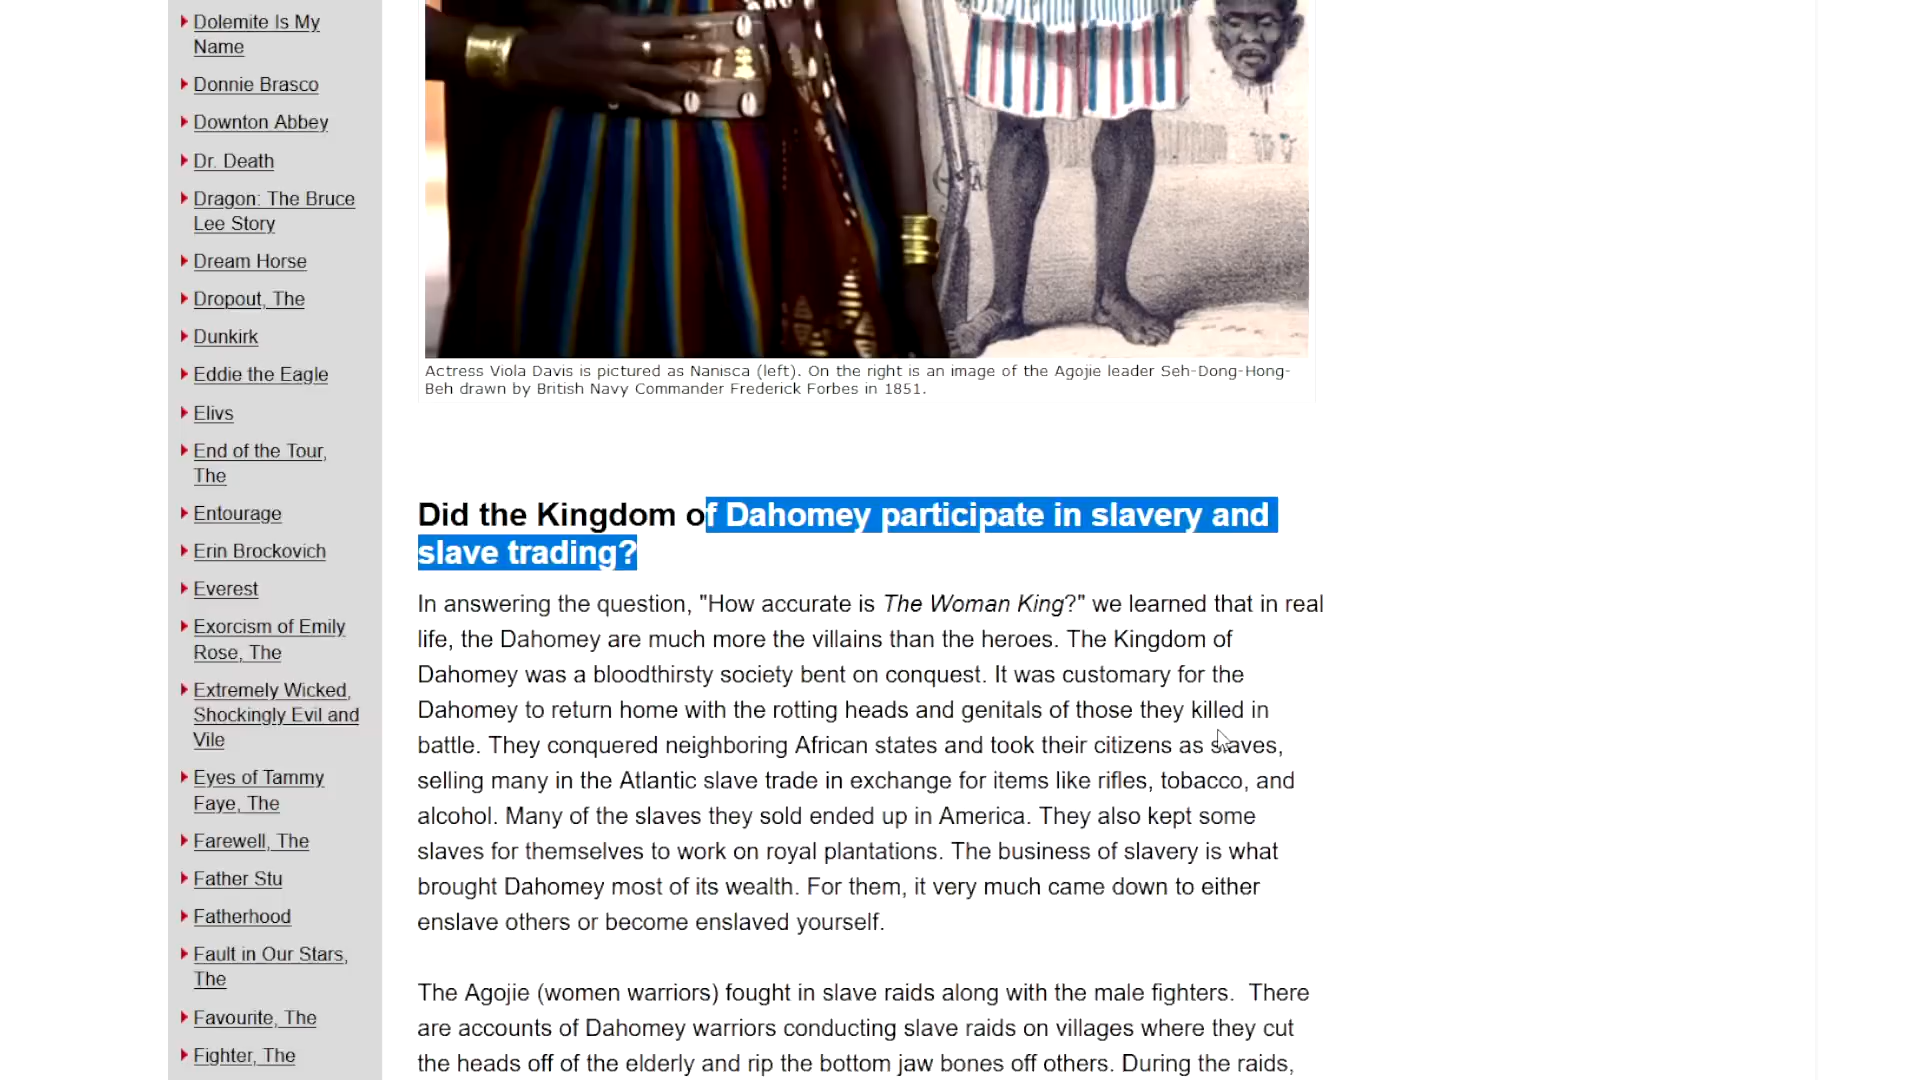 Dolemite Is My
Name
Donnie Brasco
Downton Abbey
Dr. Death
Dragon: The Bruce
Lee Story
Dream Horse
Dropout, The
Dunkirk
Eddie the Eagle
Elivs
End of the Tour,
The
Entourage
Erin Brockovich
Everest
Exorcism of Emily
Rose, The
Extremely Wicked,
Shockingly Evil and
Vile
Eyes of Tammy
Faye, The
Farewell, The
Father Stu
Fatherhood
Fault in Our Stars,
The
Favourite, The
Fighter, The
Actress Viola Davis is pictured as Nanisca (left). On the right is an image of the Agojie leader Seh-Dong-Hong-
Beh drawn by British Navy Commander Frederick Forbes in 1851.
Did the Kingdom of Dahomey participate in slavery and
slave trading?
In answering the question, "How accurate is The Woman King?" we learned that in real
life, the Dahomey are much more the villains than the heroes. The Kingdom of
Dahomey was a bloodthirsty society bent on conquest. It was customary for the
Dahomey to return home with the rotting heads and genitals of those they killed in
battle. They conquered neighboring African states and took their citizens as slaves,
selling many in the Atlantic slave trade in exchange for items like rifles, tobacco, and
alcohol. Many of the slaves they sold ended up in America. They also kept some
slaves for themselves to work on royal plantations. The business of slavery is what
brought Dahomey most of its wealth. For them, it very much came down to either
enslave others or become enslaved yourself.
The Agojie (women warriors) fought in slave raids along with the male fighters.  There
are accounts of Dahomey warriors conducting slave raids on villages where they cut
the heads off of the elderly and rip the bottom jaw bones off others. During the raids,